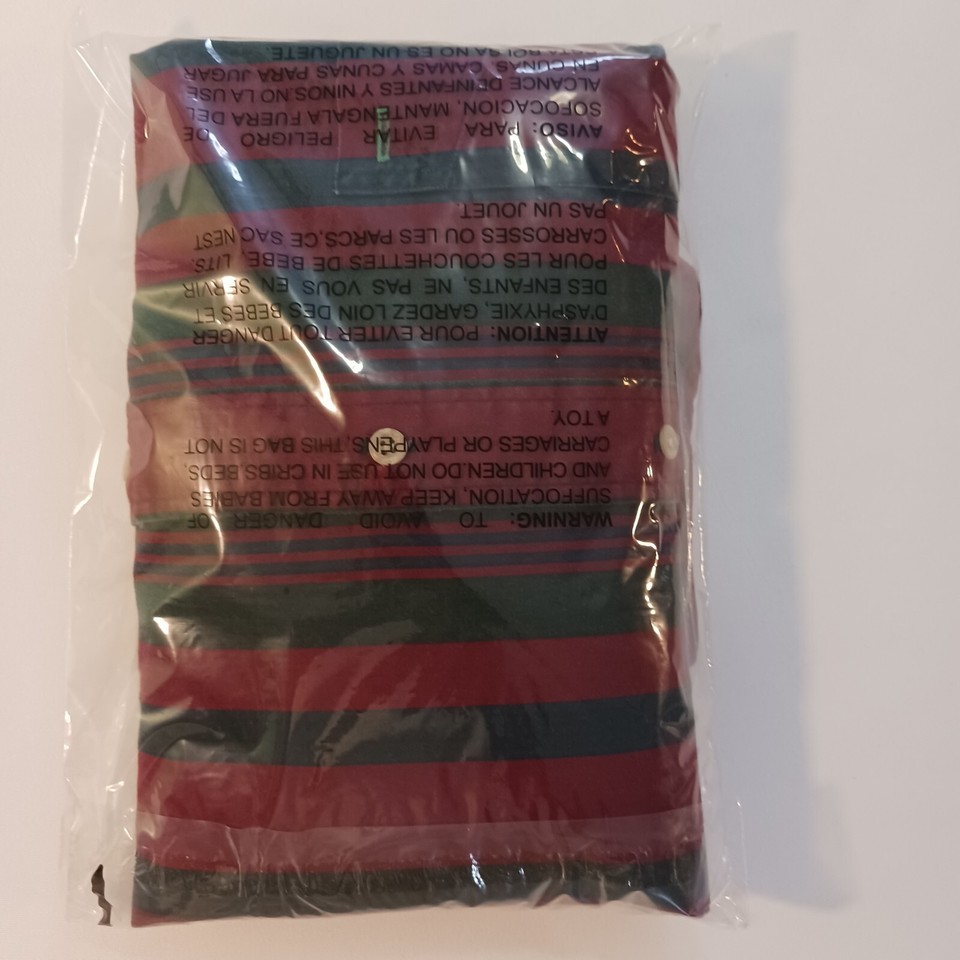 WARNING: TO AVOID DANGER OF
SUFFOCATION, KEEP AWAY FROM BABIES
AND CHILDREN.DO NOT USE IN CRIBS BEDS.
CARRIAGES OR PLAYPENS,THIS BAG IS NOT
A TOY.
ATTENTION: POUR EVITER TOUT DANGER
D'ASPHYXIE, GARDEZ LOIN DES BEBES ET
DES ENFANTS, NE PAS VOUS EN SERVIR
POUR LES COUCHETTES DE BEBE, LITS.
CARROSSES OU LES PARCS,CE SAC NEST
PAS UN JOUET.
AVISO: PARA EVITAR PELIGRO DE
SOFOCACION, MANTENGALA FUERA DEL
ALCANCE DEINFANTES Y NINOS.NO LA USE
EN CUNAS, CAMAS Y CUNAS PARA JUGAR
ESTA BOLSA NO ES UN JUGUETE.